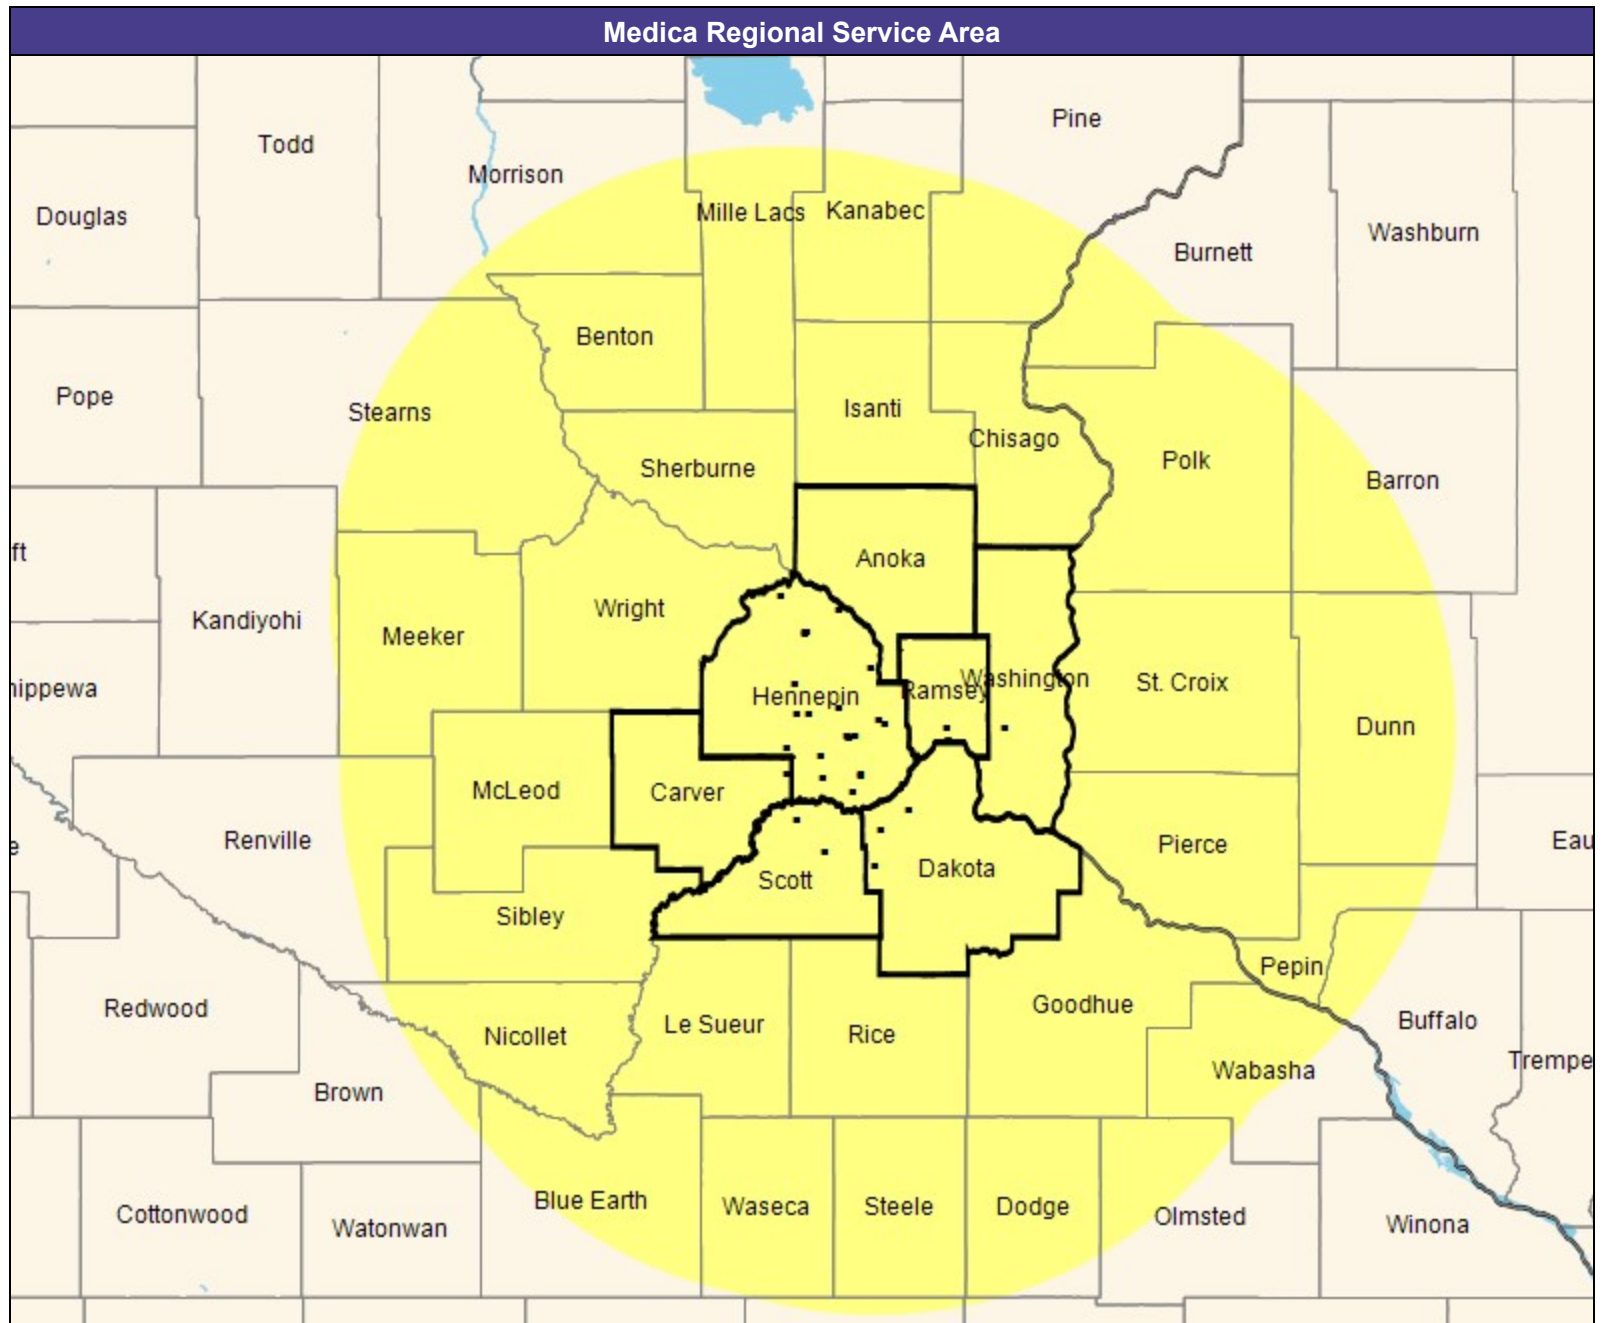 Medica Regional Service Area
Pine
Todd
Morrison
Mille Lacs
Kanabec
Douglas
Washburn
Burnett
Benton
Pope
Stearns
Isanti
Chisago
Polk
Sherburne
Barron
ft
Anoka
Wright
Kandiyohi
Meeker
hippewa
Hennepin
Ramsey
Washington
St. Croix
Dunn
McLeod
Carver
Renville
e
Pierce
Eau
Scott
Dakota
Sibley
Pepin
Redwood
Goodhue
Buffalo
Le Sueur
Rice
Nicollet
Trempe
Wabasha
Brown
Blue Earth
Waseca
Steele
Dodge
Cottonwood
Olmsted
Watonwan
Winona